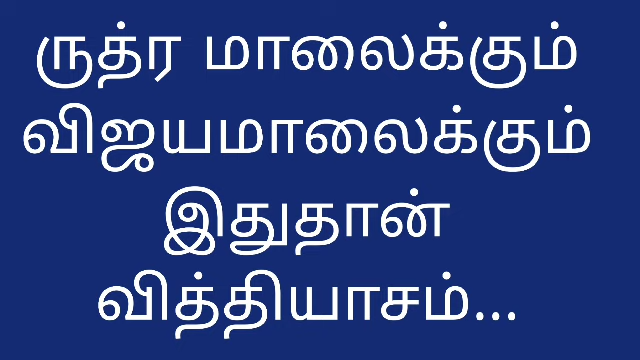 ருத்ர மாலைக்கும்
விஜயமாலைக்கும்
இதுதான்
வித்தியாசம்...